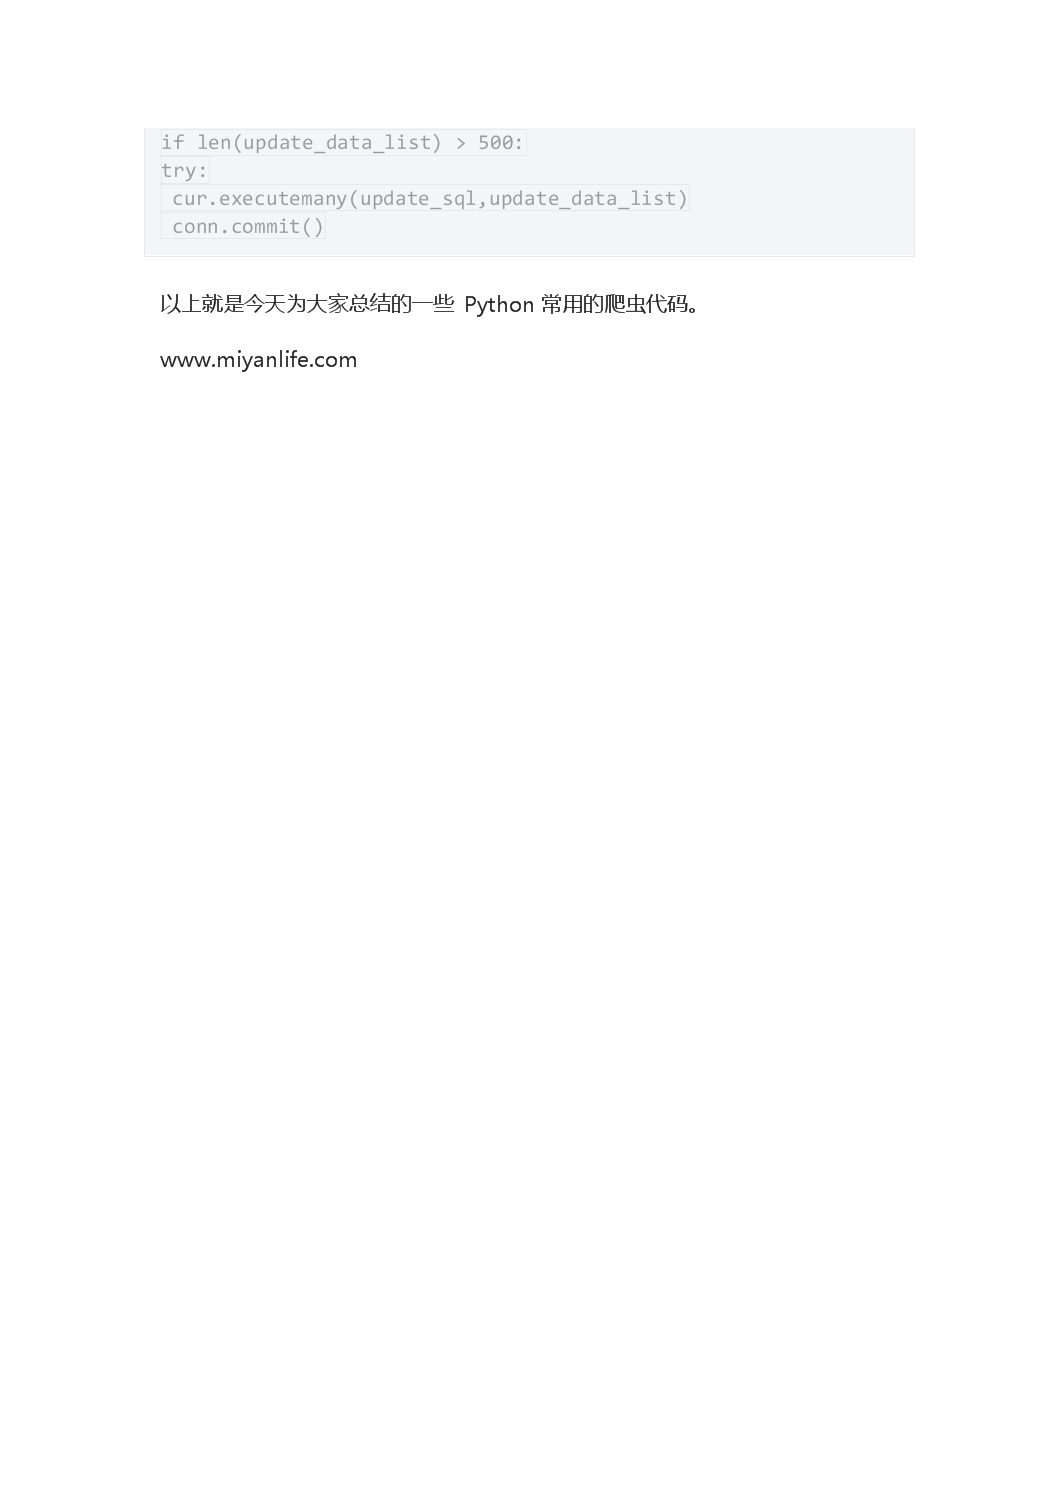 if len(update_data_list) > 500:
try:
 cur.executemany(update_sql,update_data_list)
 conn.commit()
以上就是今天为大家总结的一些 Python 常用的爬虫代码。
www.miyanlife.com